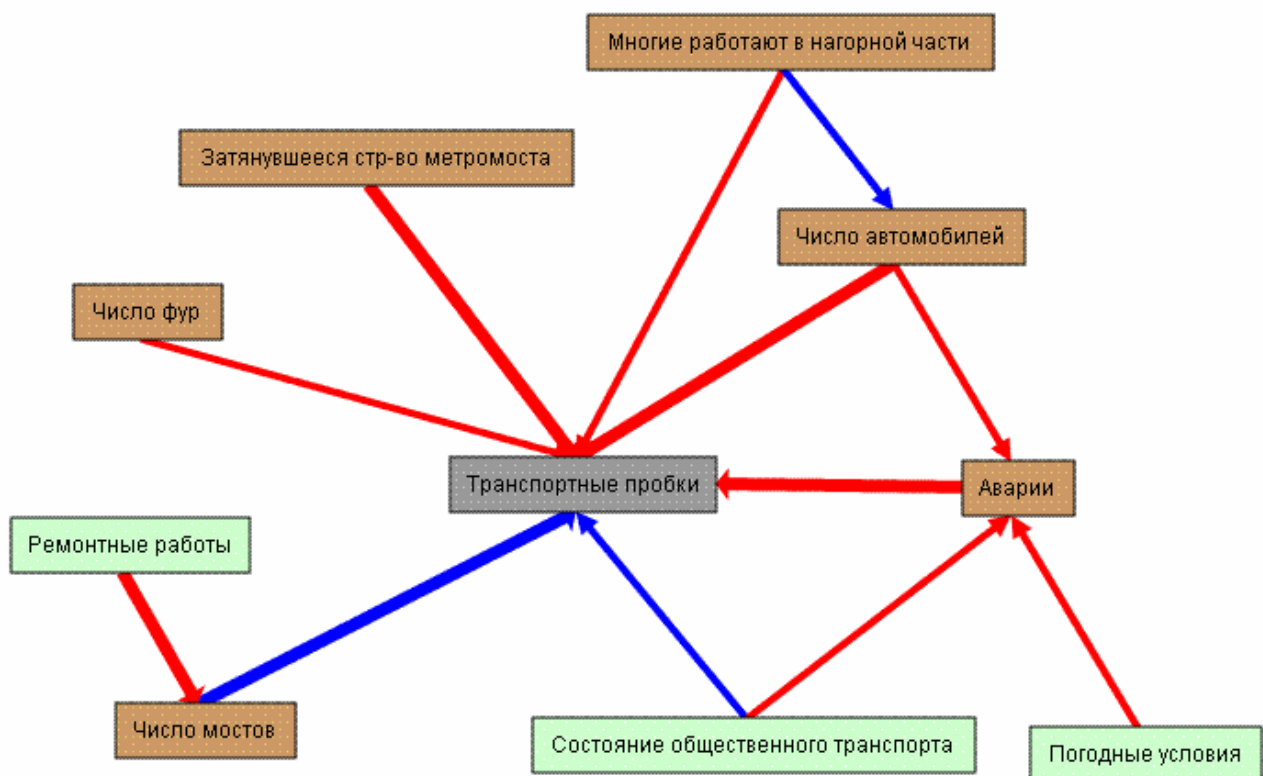 Многие работают в нагорной части
Затянувшееся стр-во метромоста
Число автомобилей
Число фур
Транспортные пробки
Аварии
Ремонтные работы
Число мостов
Состояние общественного транспорта
Погодные условия